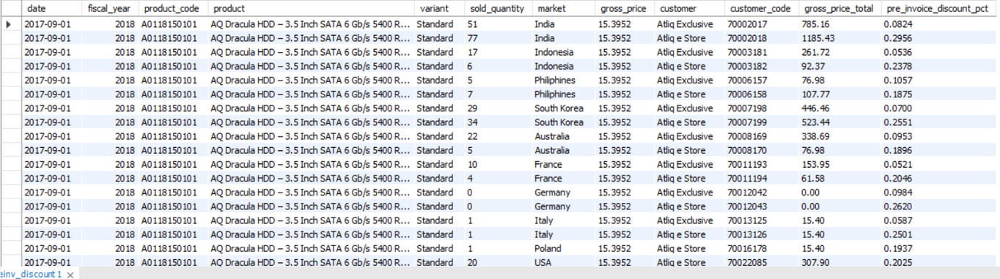 date fiscal_year product_code product variant sold_quantity market gross_price customer customer_code gross_price_total pre_invoice_discount_pct
2017-09-01 2018 A0118150101 AQ Dracula HDD – 3.5 Inch SATA 6 Gb/s 5400 R... Standard 51 India 15.3952 Atliq Exclusive 70002017 785.16 0.0824
2017-09-01 2018 A0118150101 AQ Dracula HDD – 3.5 Inch SATA 6 Gb/s 5400 R... Standard 77 India 15.3952 Atliq e Store 70002018 1185.43 0.2956
2017-09-01 2018 A0118150101 AQ Dracula HDD – 3.5 Inch SATA 6 Gb/s 5400 R... Standard 17 Indonesia 15.3952 Atliq Exclusive 70003181 261.72 0.0536
2017-09-01 2018 A0118150101 AQ Dracula HDD – 3.5 Inch SATA 6 Gb/s 5400 R... Standard 6 Indonesia 15.3952 Atliq e Store 70003182 92.37 0.2378
2017-09-01 2018 A0118150101 AQ Dracula HDD – 3.5 Inch SATA 6 Gb/s 5400 R... Standard 5 Philiphines 15.3952 Atliq Exclusive 70006157 76.98 0.1057
2017-09-01 2018 A0118150101 AQ Dracula HDD – 3.5 Inch SATA 6 Gb/s 5400 R... Standard 7 Philiphines 15.3952 Atliq e Store 70006158 107.77 0.1875
2017-09-01 2018 A0118150101 AQ Dracula HDD – 3.5 Inch SATA 6 Gb/s 5400 R... Standard 29 South Korea 15.3952 Atliq Exclusive 70007198 446.46 0.0700
2017-09-01 2018 A0118150101 AQ Dracula HDD – 3.5 Inch SATA 6 Gb/s 5400 R... Standard 34 South Korea 15.3952 Atliq e Store 70007199 523.44 0.2551
2017-09-01 2018 A0118150101 AQ Dracula HDD – 3.5 Inch SATA 6 Gb/s 5400 R... Standard 22 Australia 15.3952 Atliq Exclusive 70008169 338.69 0.0953
2017-09-01 2018 A0118150101 AQ Dracula HDD – 3.5 Inch SATA 6 Gb/s 5400 R... Standard 5 Australia 15.3952 Atliq e Store 70008170 76.98 0.1896
2017-09-01 2018 A0118150101 AQ Dracula HDD – 3.5 Inch SATA 6 Gb/s 5400 R... Standard 10 France 15.3952 Atliq Exclusive 70011193 153.95 0.0521
2017-09-01 2018 A0118150101 AQ Dracula HDD – 3.5 Inch SATA 6 Gb/s 5400 R... Standard 4 France 15.3952 Atliq e Store 70011194 61.58 0.2046
2017-09-01 2018 A0118150101 AQ Dracula HDD – 3.5 Inch SATA 6 Gb/s 5400 R... Standard 0 Germany 15.3952 Atliq Exclusive 70012042 0.00 0.0984
2017-09-01 2018 A0118150101 AQ Dracula HDD – 3.5 Inch SATA 6 Gb/s 5400 R... Standard 0 Germany 15.3952 Atliq e Store 70012043 0.00 0.2620
2017-09-01 2018 A0118150101 AQ Dracula HDD – 3.5 Inch SATA 6 Gb/s 5400 R... Standard 1 Italy 15.3952 Atliq Exclusive 70013125 15.40 0.0587
2017-09-01 2018 A0118150101 AQ Dracula HDD – 3.5 Inch SATA 6 Gb/s 5400 R... Standard 1 Italy 15.3952 Atliq e Store 70013126 15.40 0.2501
2017-09-01 2018 A0118150101 AQ Dracula HDD – 3.5 Inch SATA 6 Gb/s 5400 R... Standard 1 Poland 15.3952 Atliq e Store 70016178 15.40 0.1937
2017-09-01 2018 A0118150101 AQ Dracula HDD – 3.5 Inch SATA 6 Gb/s 5400 R... Standard 20 USA 15.3952 Atliq e Store 70022085 307.90 0.2025
einv_discount 1